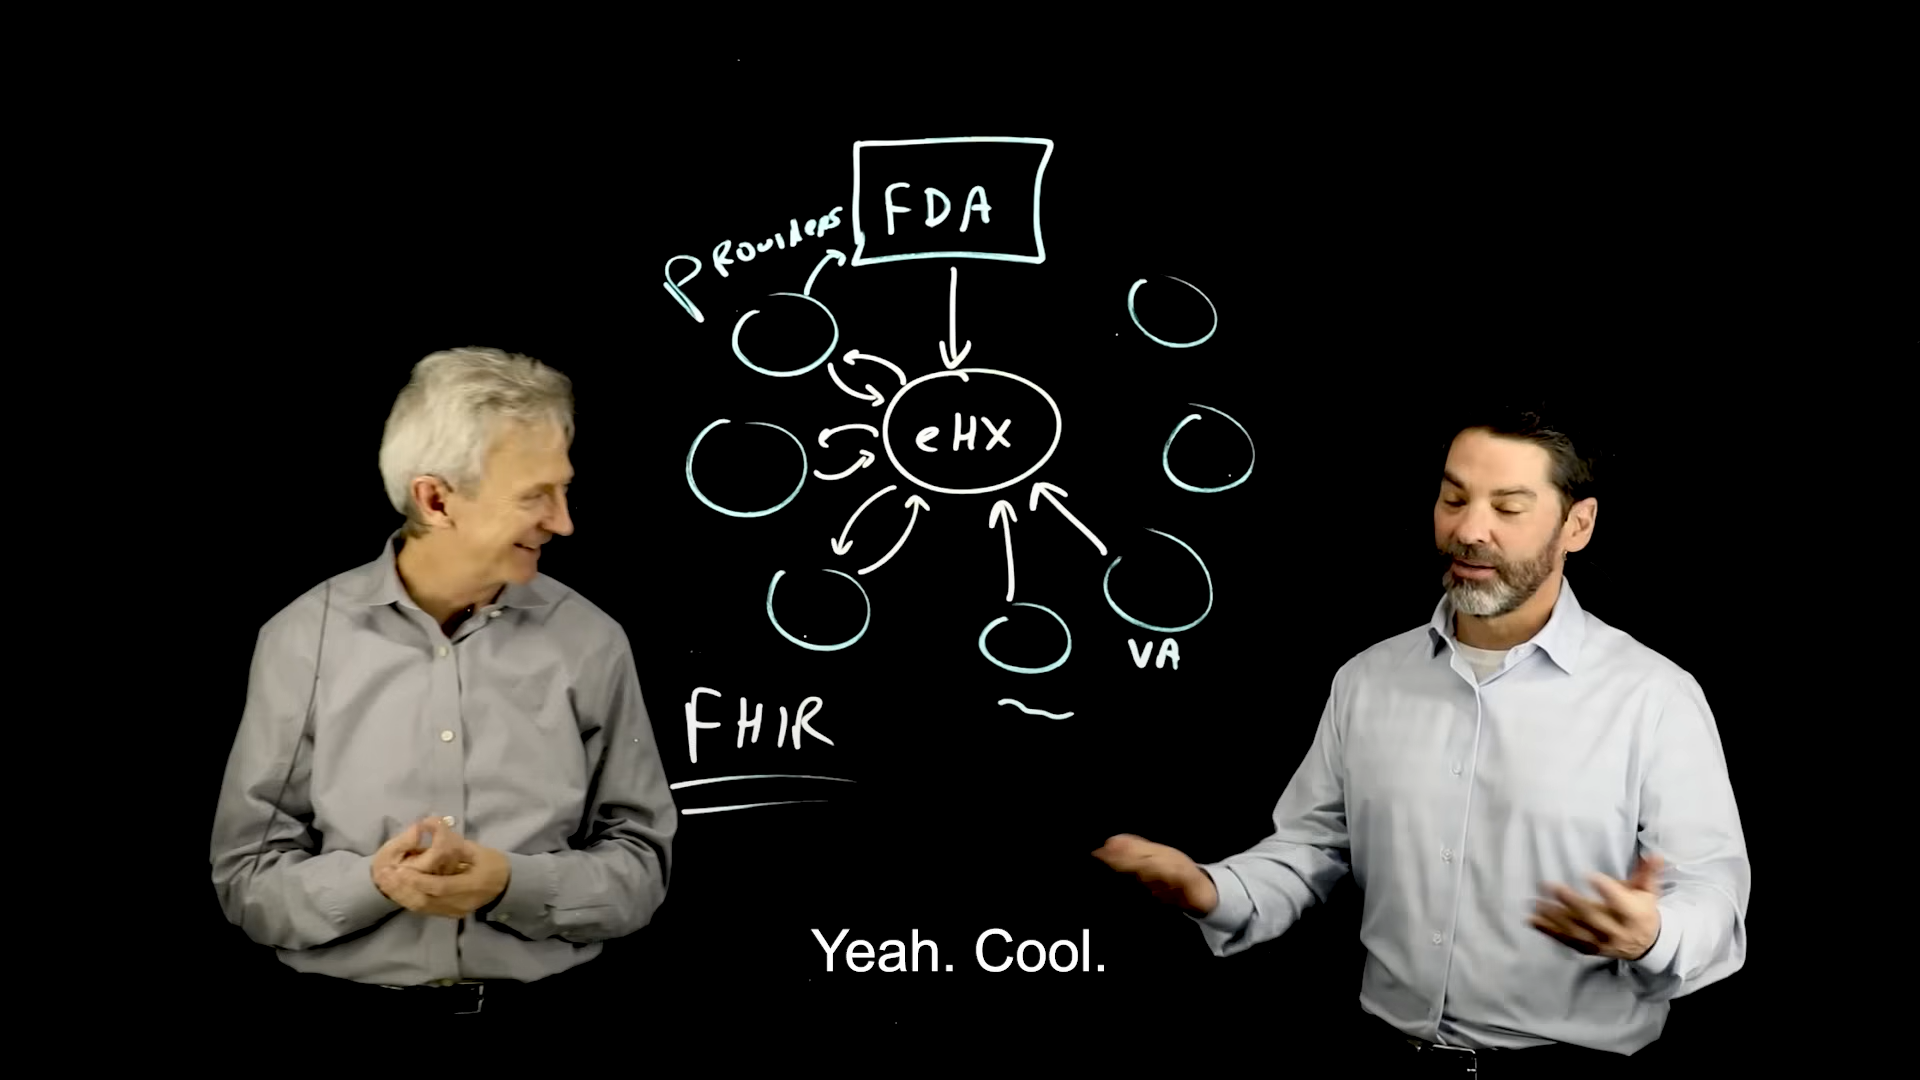 FDA
PROVIDERS
eHX
VA
FHIR
Yeah. Cool.